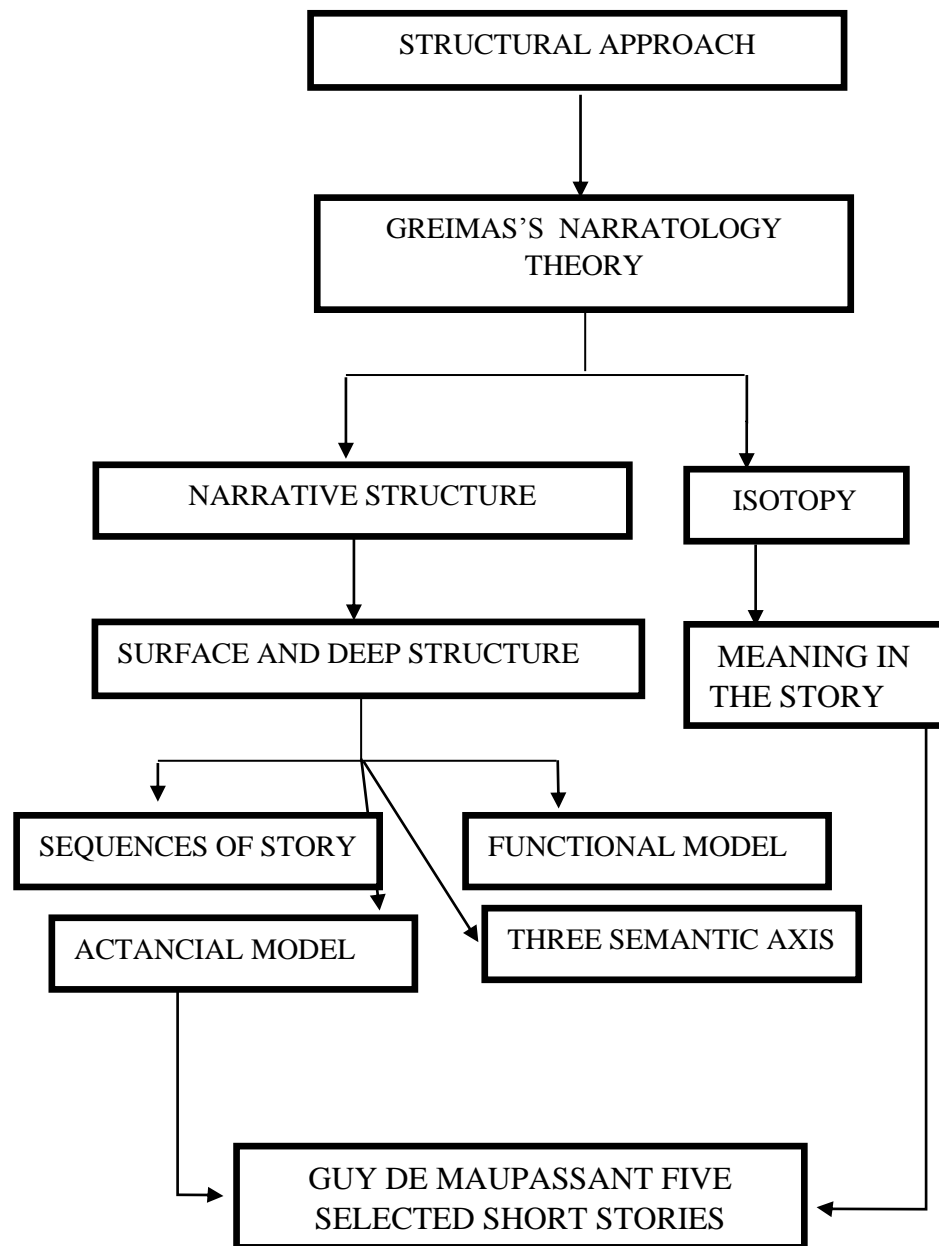 STRUCTURAL APPROACH
GREIMAS’S NARRATOLOGY
THEORY
NARRATIVE STRUCTURE
ISOTOPY
SURFACE AND DEEP STRUCTURE
MEANING IN
THE STORY
SEQUENCES OF STORY
FUNCTIONAL MODEL
ACTANCIAL MODEL
THREE SEMANTIC AXIS
GUY DE MAUPASSANT FIVE
SELECTED SHORT STORIES